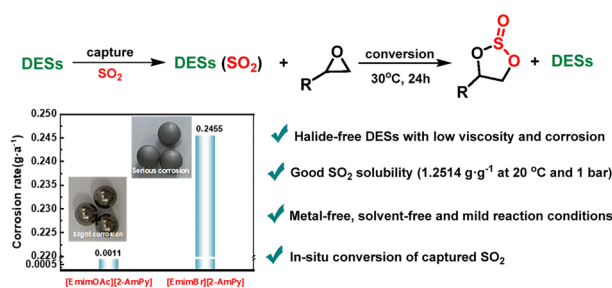 DESs capture SO2 DESs (SO2) + O R conversion 30°C, 24h O S O O R + DESs
Corrosion rate(g·a-1)
0.250
0.245
0.240
0.235
0.230
0.225
0.220
0.0005
0.2455
Serious corrosion
Slight corrosion
0.0011
[EmimOAc][2-AmPy] [EmimBr][2-AmPy]
✓ Halide-free DESs with low viscosity and corrosion
✓ Good SO2 solubility (1.2514 g·g-1 at 20 °C and 1 bar)
✓ Metal-free, solvent-free and mild reaction conditions
✓ In-situ conversion of captured SO2